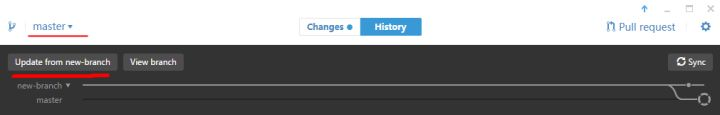 master
Changes
History
Pull request
Update from new-branch
View branch
Sync
new-branch
master